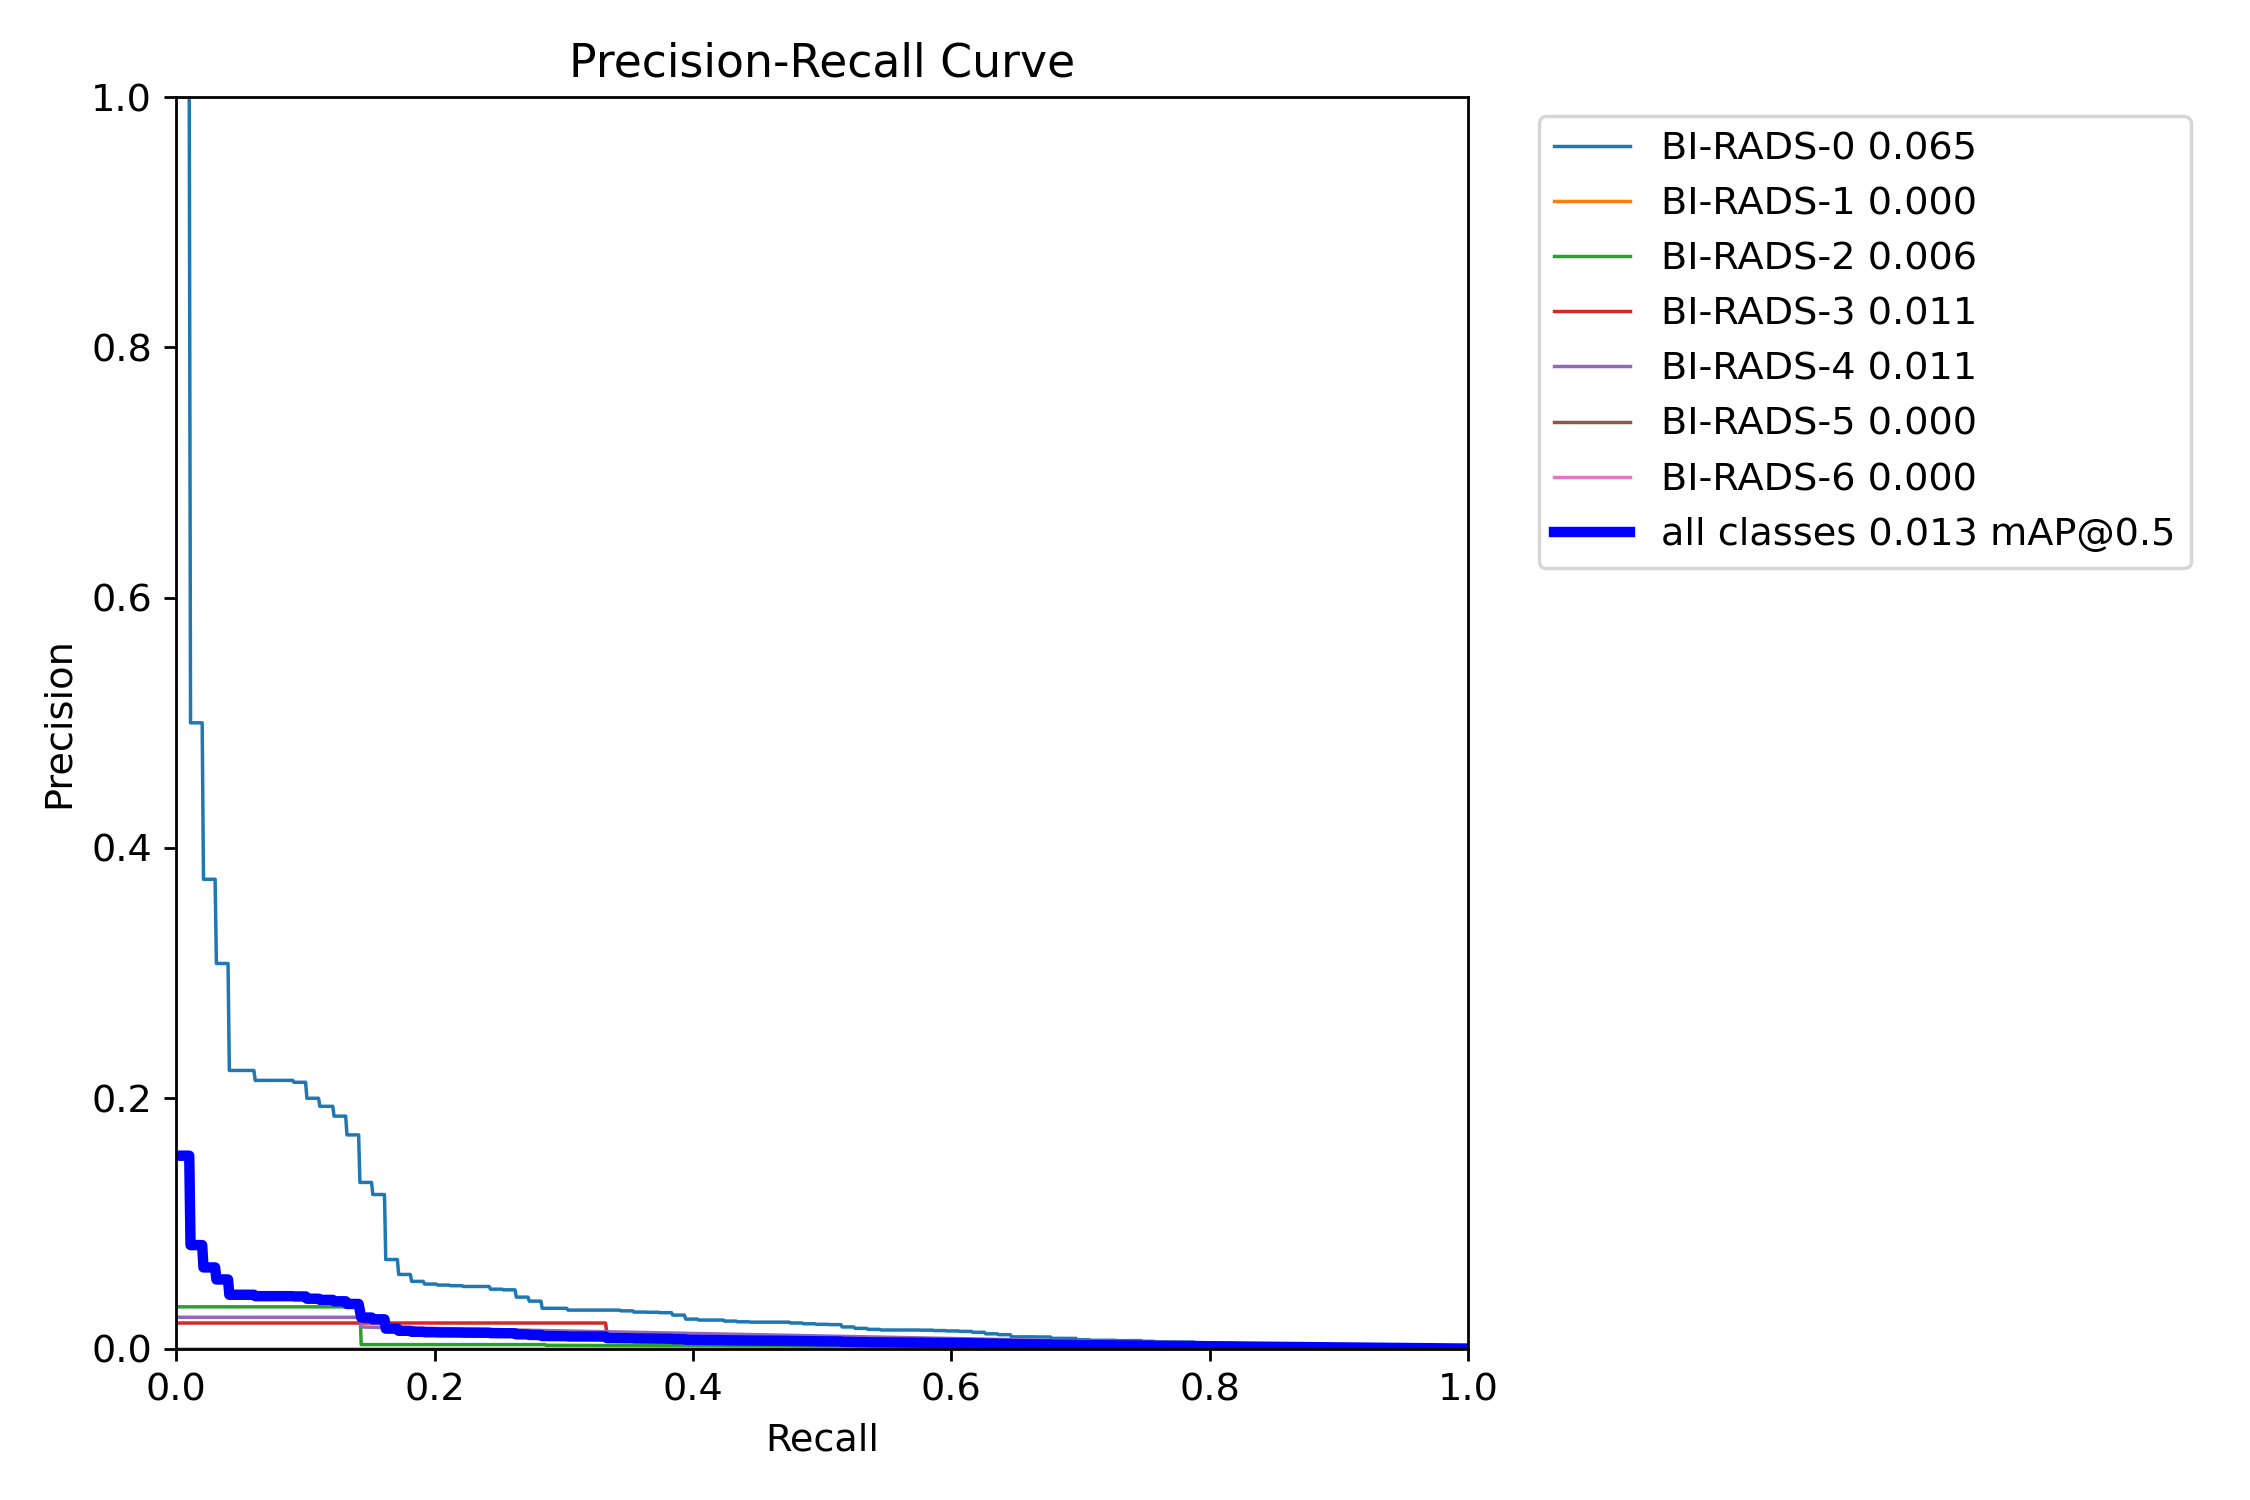 Precision-Recall Curve
1.0
0.8
0.6
0.4
0.2
0.0
Precision
0.0 0.2 0.4 0.6 0.8 1.0
Recall
BI-RADS-0 0.065
BI-RADS-1 0.000
BI-RADS-2 0.006
BI-RADS-3 0.011
BI-RADS-4 0.011
BI-RADS-5 0.000
BI-RADS-6 0.000
all classes 0.013 mAP@0.5